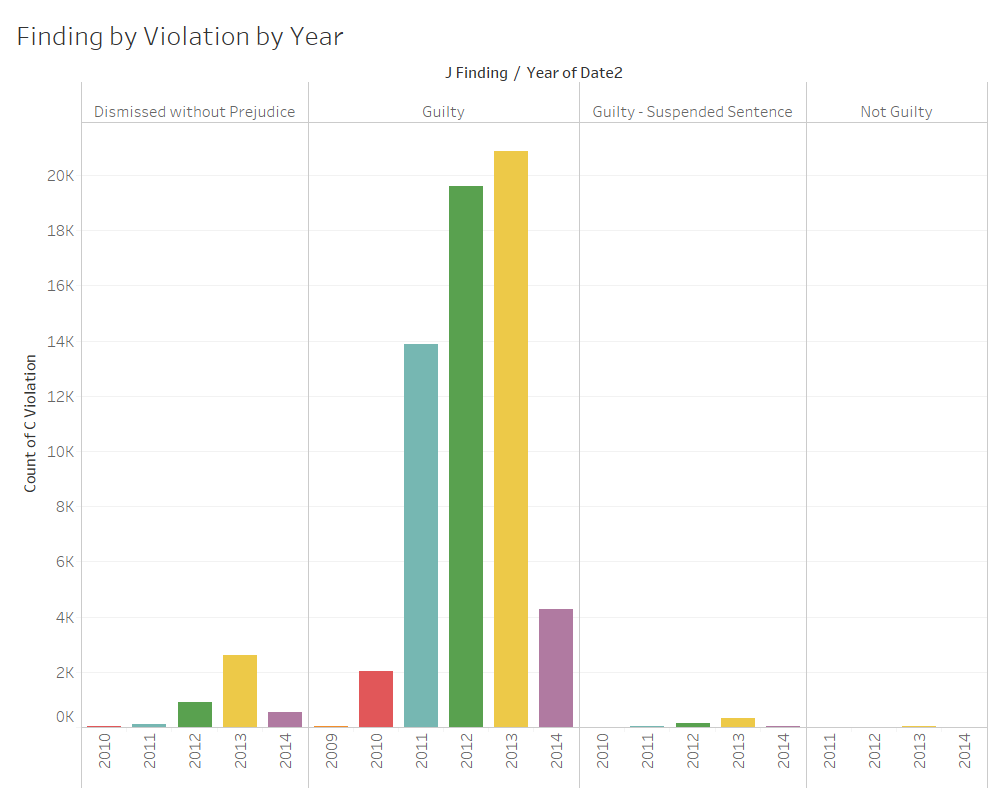 Finding by Violation by Year
J Finding / Year of Date2
Dismissed without Prejudice
Guilty
Guilty - Suspended Sentence
Not Guilty
Count of C Violation
20K
18K
16K
14K
12K
10K
8K
6K
4K
2K
0K
2010
2011
2012
2013
2014
2009
2010
2011
2012
2013
2014
2010
2011
2012
2013
2014
2011
2012
2013
2014